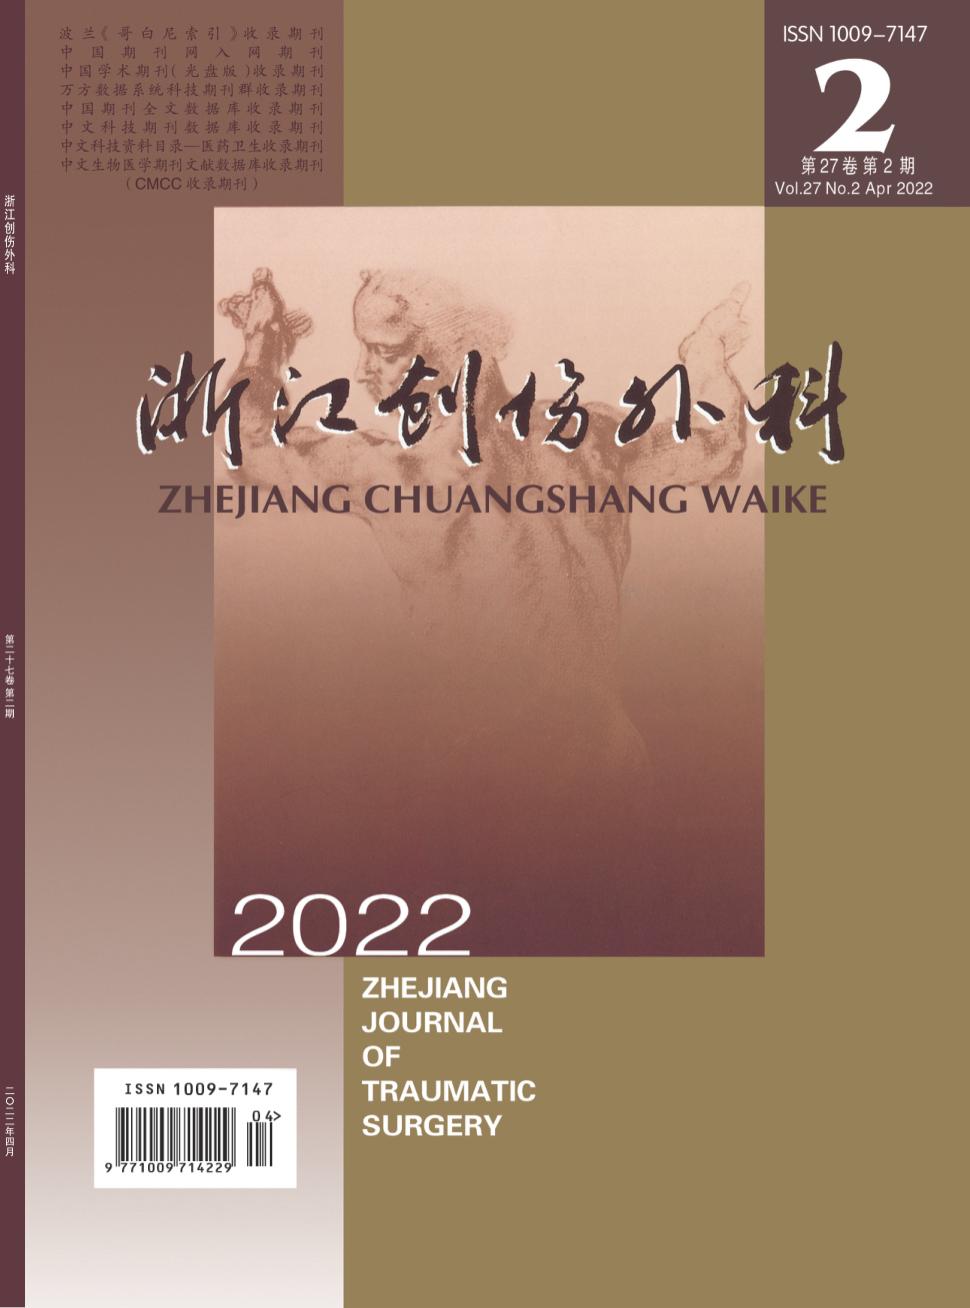 波兰《哥白尼索引》收录期刊
中国期刊网入网期刊
中国学术期刊(光盘版)收录期刊
万方数据系统科技期刊群收录期刊
中国期刊全文数据库收录期刊
中文科技期刊数据库收录期刊
中文科技资料目录—医药卫生收录期刊
中文生物医学期刊文献数据库收录期刊
(CMCC收录期刊)
ISSN 1009-7147
2
第27卷第2期
Vol.27 No.2 Apr 2022
浙江创伤外科
第二十七卷第二期
二〇二二年四月
浙江创伤外科
ZHEJIANG CHUANGSHANG WAIKE
2022
ZHEJIANG
JOURNAL
OF
TRAUMATIC
SURGERY
ISSN 1009-7147
04>
9 771009 714229